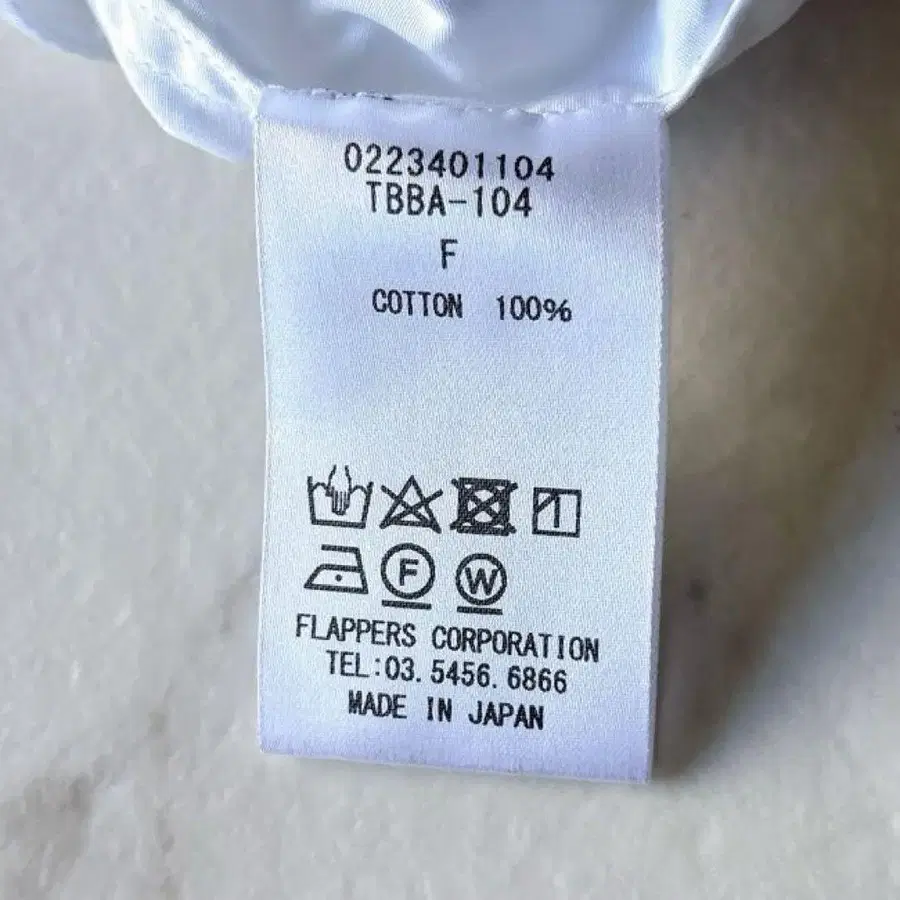 0223401104
TBBA-104
F
COTTON 100%
F W
FLAPPERS CORPORATION
TEL:03.5456.6866
MADE IN JAPAN